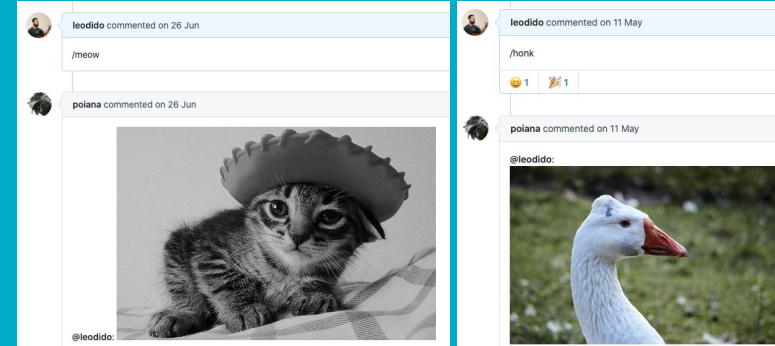 leodido commented on 26 Jun
/meow
poiana commented on 26 Jun
@leodido:
leodido commented on 11 May
/honk
😄 1 🎉 1
poiana commented on 11 May
@leodido: